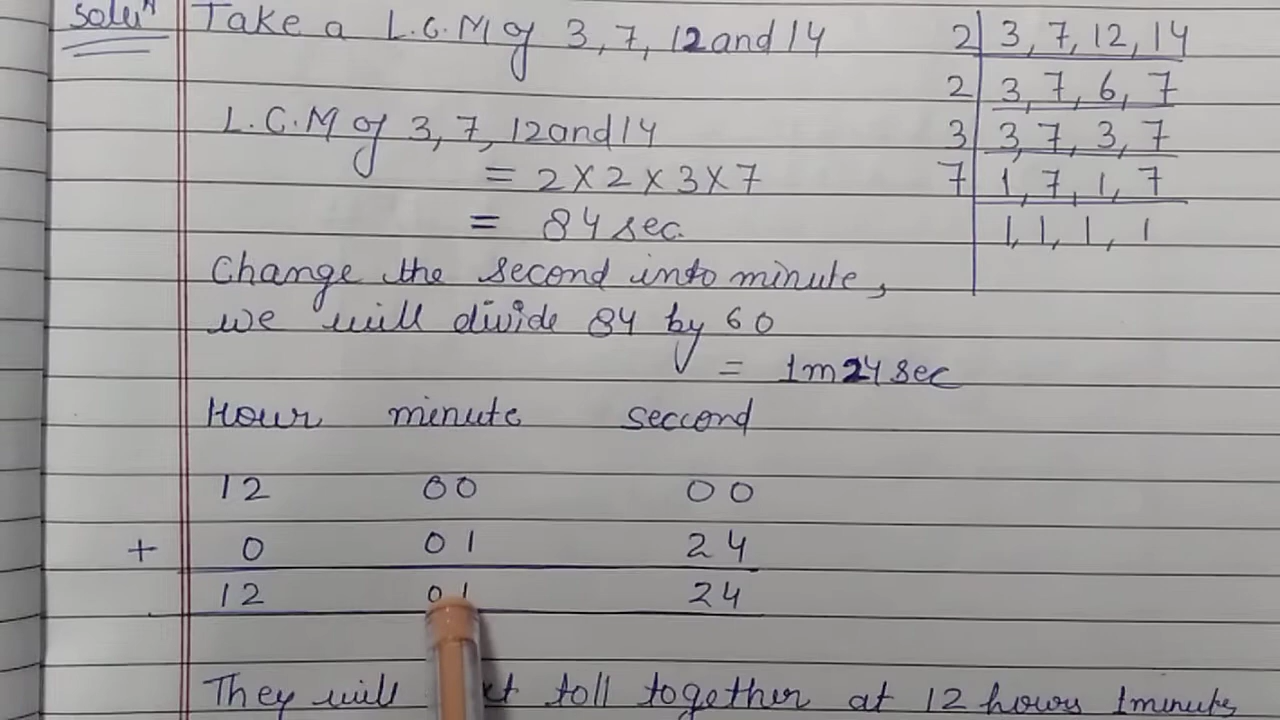 Soluⁿ Take a L.C.M of 3, 7, 12 and 14
2 3, 7, 12, 14
2 3, 7, 6, 7
3 3, 7, 3, 7
7 1, 7, 1, 7
1, 1, 1, 1
L.C.M of 3, 7, 12 and 14
= 2 × 2 × 3 × 7
= 84 sec.
Change the second into minute,
we will divide 84 by 60
= 1m 24 sec
Hour minute seccond
12 00 00
+ 0 01 24
12 01 24
They will toll together at 12 hours 1 minute